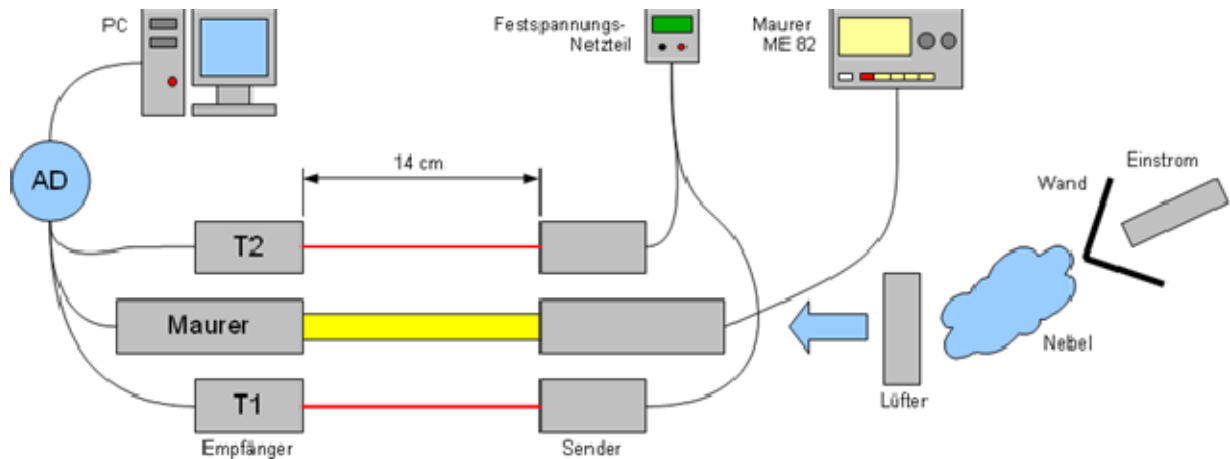 PC
Festspannungs-
Netzteil
Maurer
ME 82
AD
14 cm
Einstrom
Wand
T2
Maurer
Nebel
T1
Lüfter
Empfänger
Sender